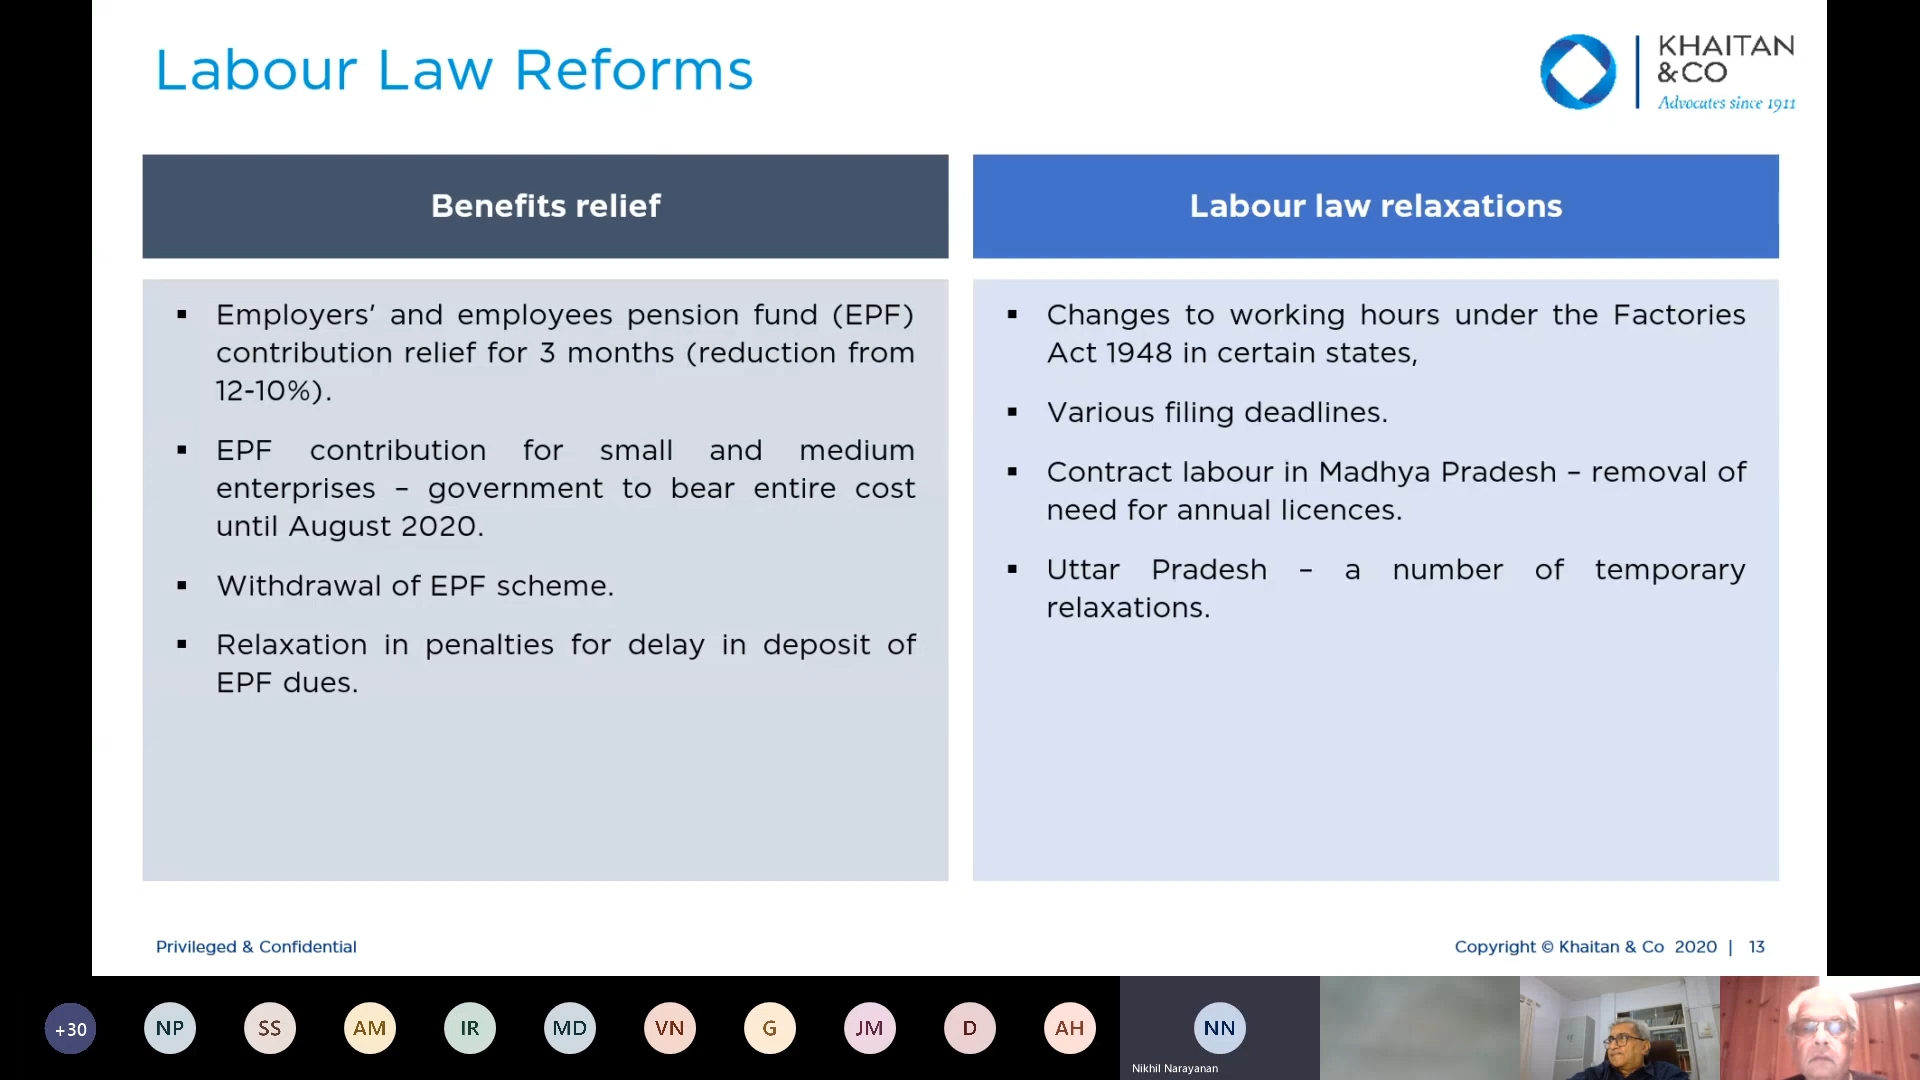 Labour Law Reforms
KHAITAN
&CO
Advocates since 1911
Benefits relief
Employers’ and employees pension fund (EPF)
contribution relief for 3 months (reduction from
12-10%).
EPF contribution for small and medium
enterprises – government to bear entire cost
until August 2020.
Withdrawal of EPF scheme.
Relaxation in penalties for delay in deposit of
EPF dues.
Labour law relaxations
Changes to working hours under the Factories
Act 1948 in certain states,
Various filing deadlines.
Contract labour in Madhya Pradesh – removal of
need for annual licences.
Uttar Pradesh – a number of temporary
relaxations.
Privileged & Confidential
Copyright © Khaitan & Co 2020 | 13
+30
NP
SS
AM
IR
MD
VN
G
JM
D
AH
NN
Nikhil Narayanan